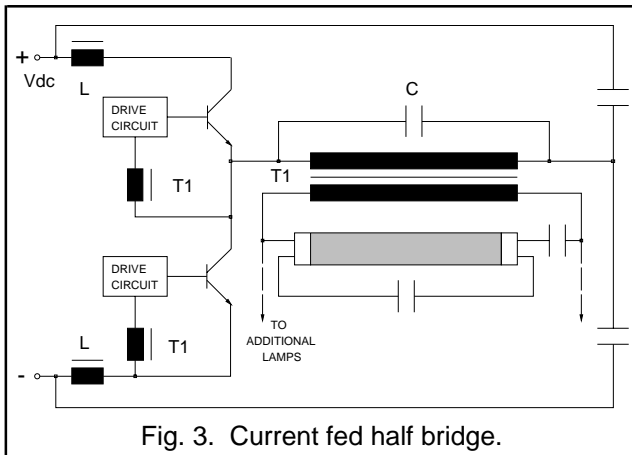 +
Vdc
L
C
DRIVE
CIRCUIT
T1
T1
DRIVE
CIRCUIT
L
T1
-
TO
ADDITIONAL
LAMPS
Fig. 3. Current fed half bridge.